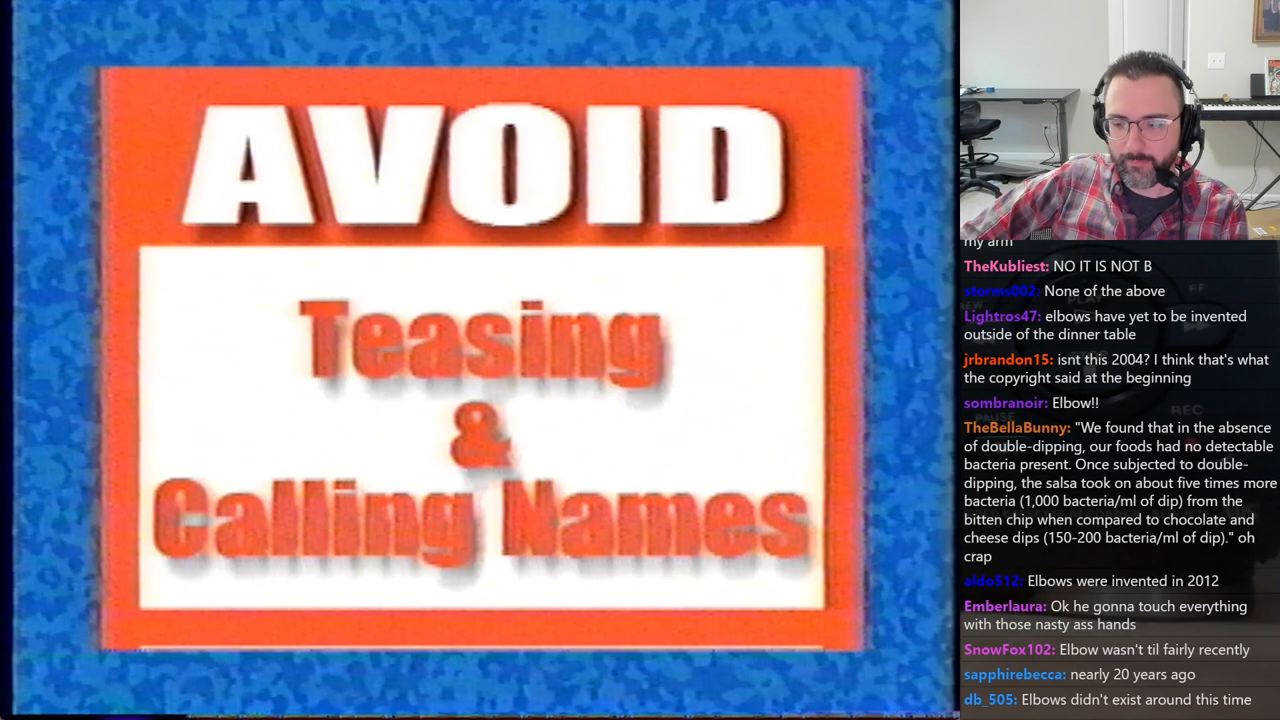 AVOID
Teasing
&
Calling Names
my arm
TheKubliest: NO IT IS NOT B
storms002: None of the above
Lightros47: elbows have yet to be invented
outside of the dinner table
jrbrandon15: isnt this 2004? I think that's what
the copyright said at the beginning
sombranoir: Elbow!!
TheBellaBunny: "We found that in the absence
of double-dipping, our foods had no detectable
bacteria present. Once subjected to double-
dipping, the salsa took on about five times more
bacteria (1,000 bacteria/ml of dip) from the
bitten chip when compared to chocolate and
cheese dips (150-200 bacteria/ml of dip)." oh
crap
aldo512: Elbows were invented in 2012
Emberlaura: Ok he gonna touch everything
with those nasty ass hands
SnowFox102: Elbow wasn't til fairly recently
sapphirebecca: nearly 20 years ago
db_505: Elbows didn't exist around this time
PLAY
FF
PAUSE
REC